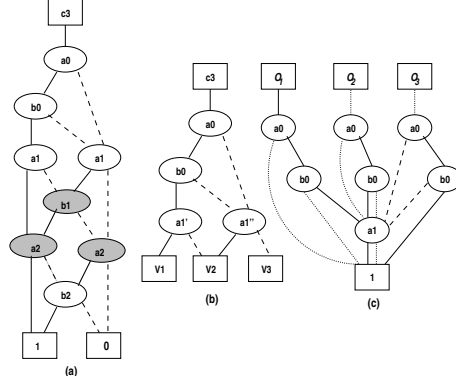 c3
a0
b0
a1 a1
b1
a2 a2
b2
1 0
(a)
c3
a0
b0
a1' a1''
V1 V2 V3
(b)
O1 O2 O3
a0 a0 a0
b0 b0 b0
a1
1
(c)